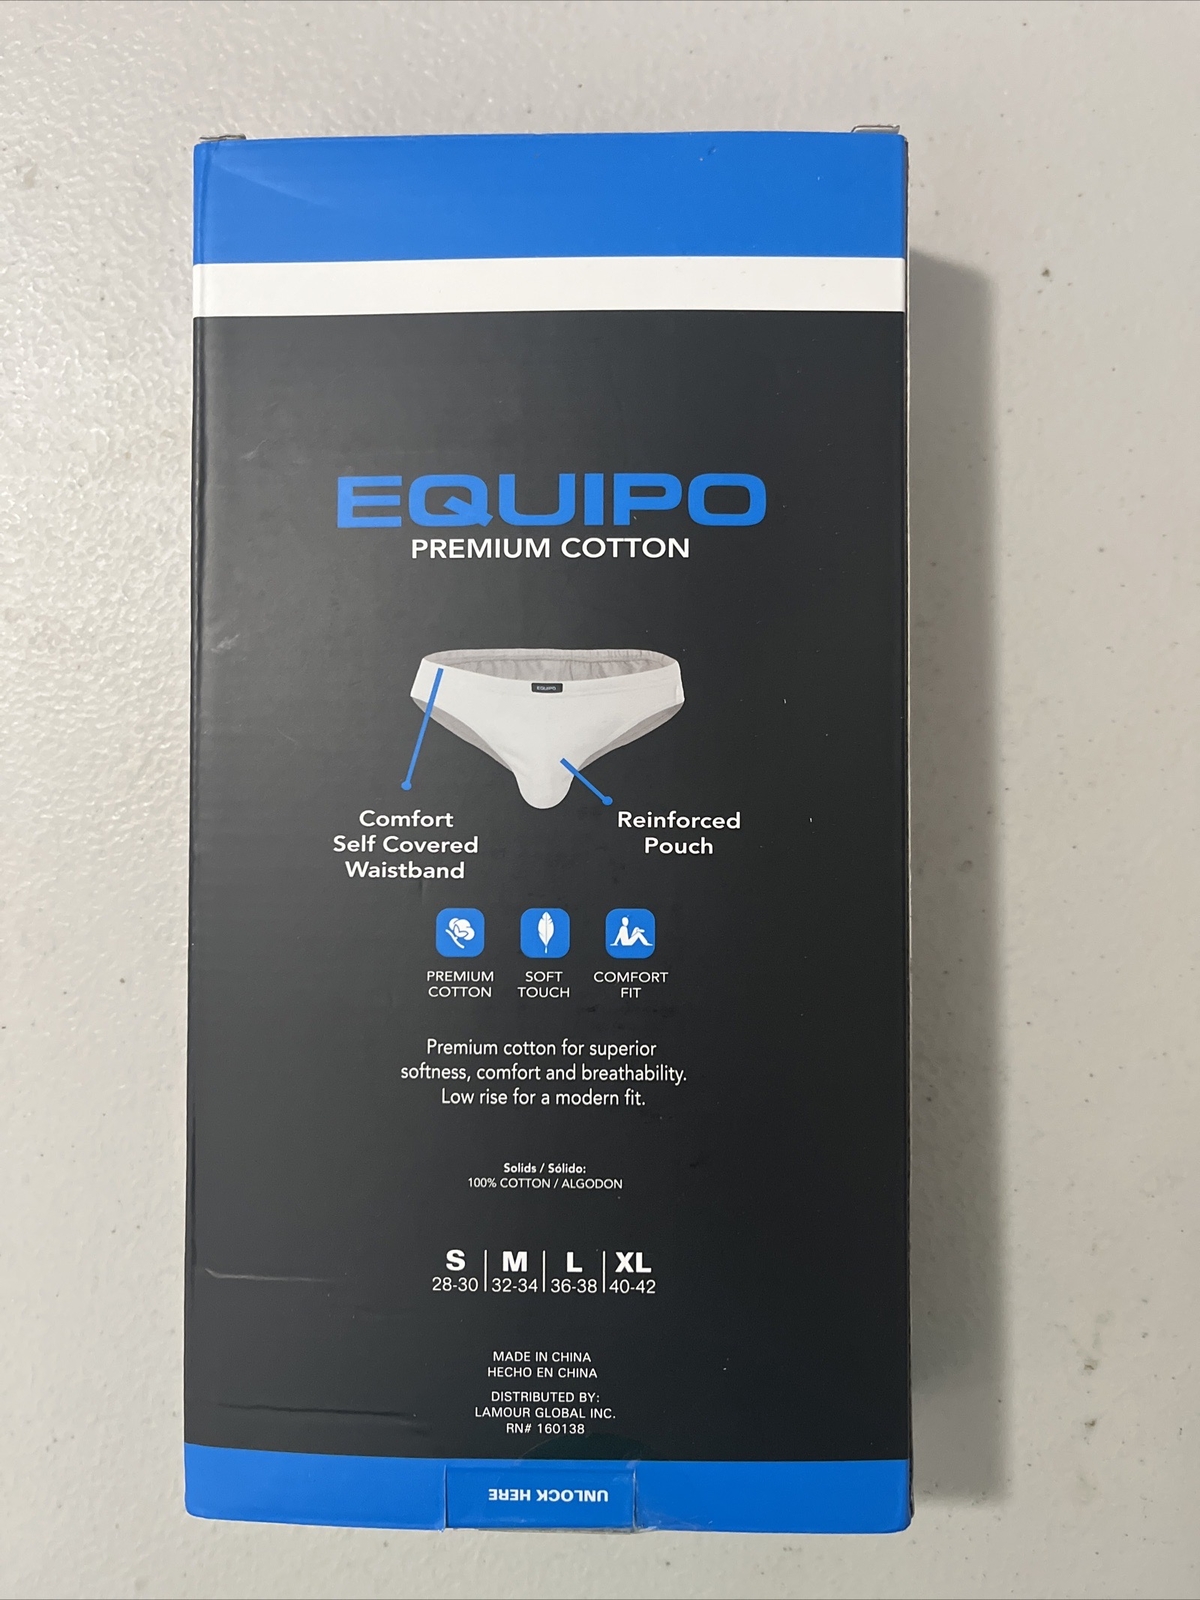 EQUIPO
PREMIUM COTTON
EQUIPO
Comfort
Self Covered
Waistband
Reinforced
Pouch
PREMIUM
COTTON
SOFT
TOUCH
COMFORT
FIT
Premium cotton for superior
softness, comfort and breathability.
Low rise for a modern fit.
Solids / Sólido:
100% COTTON / ALGODON
S | M | L | XL
28-30 | 32-34 | 36-38 | 40-42
MADE IN CHINA
HECHO EN CHINA
DISTRIBUTED BY:
LAMOUR GLOBAL INC.
RN# 160138
UNLOCK HERE